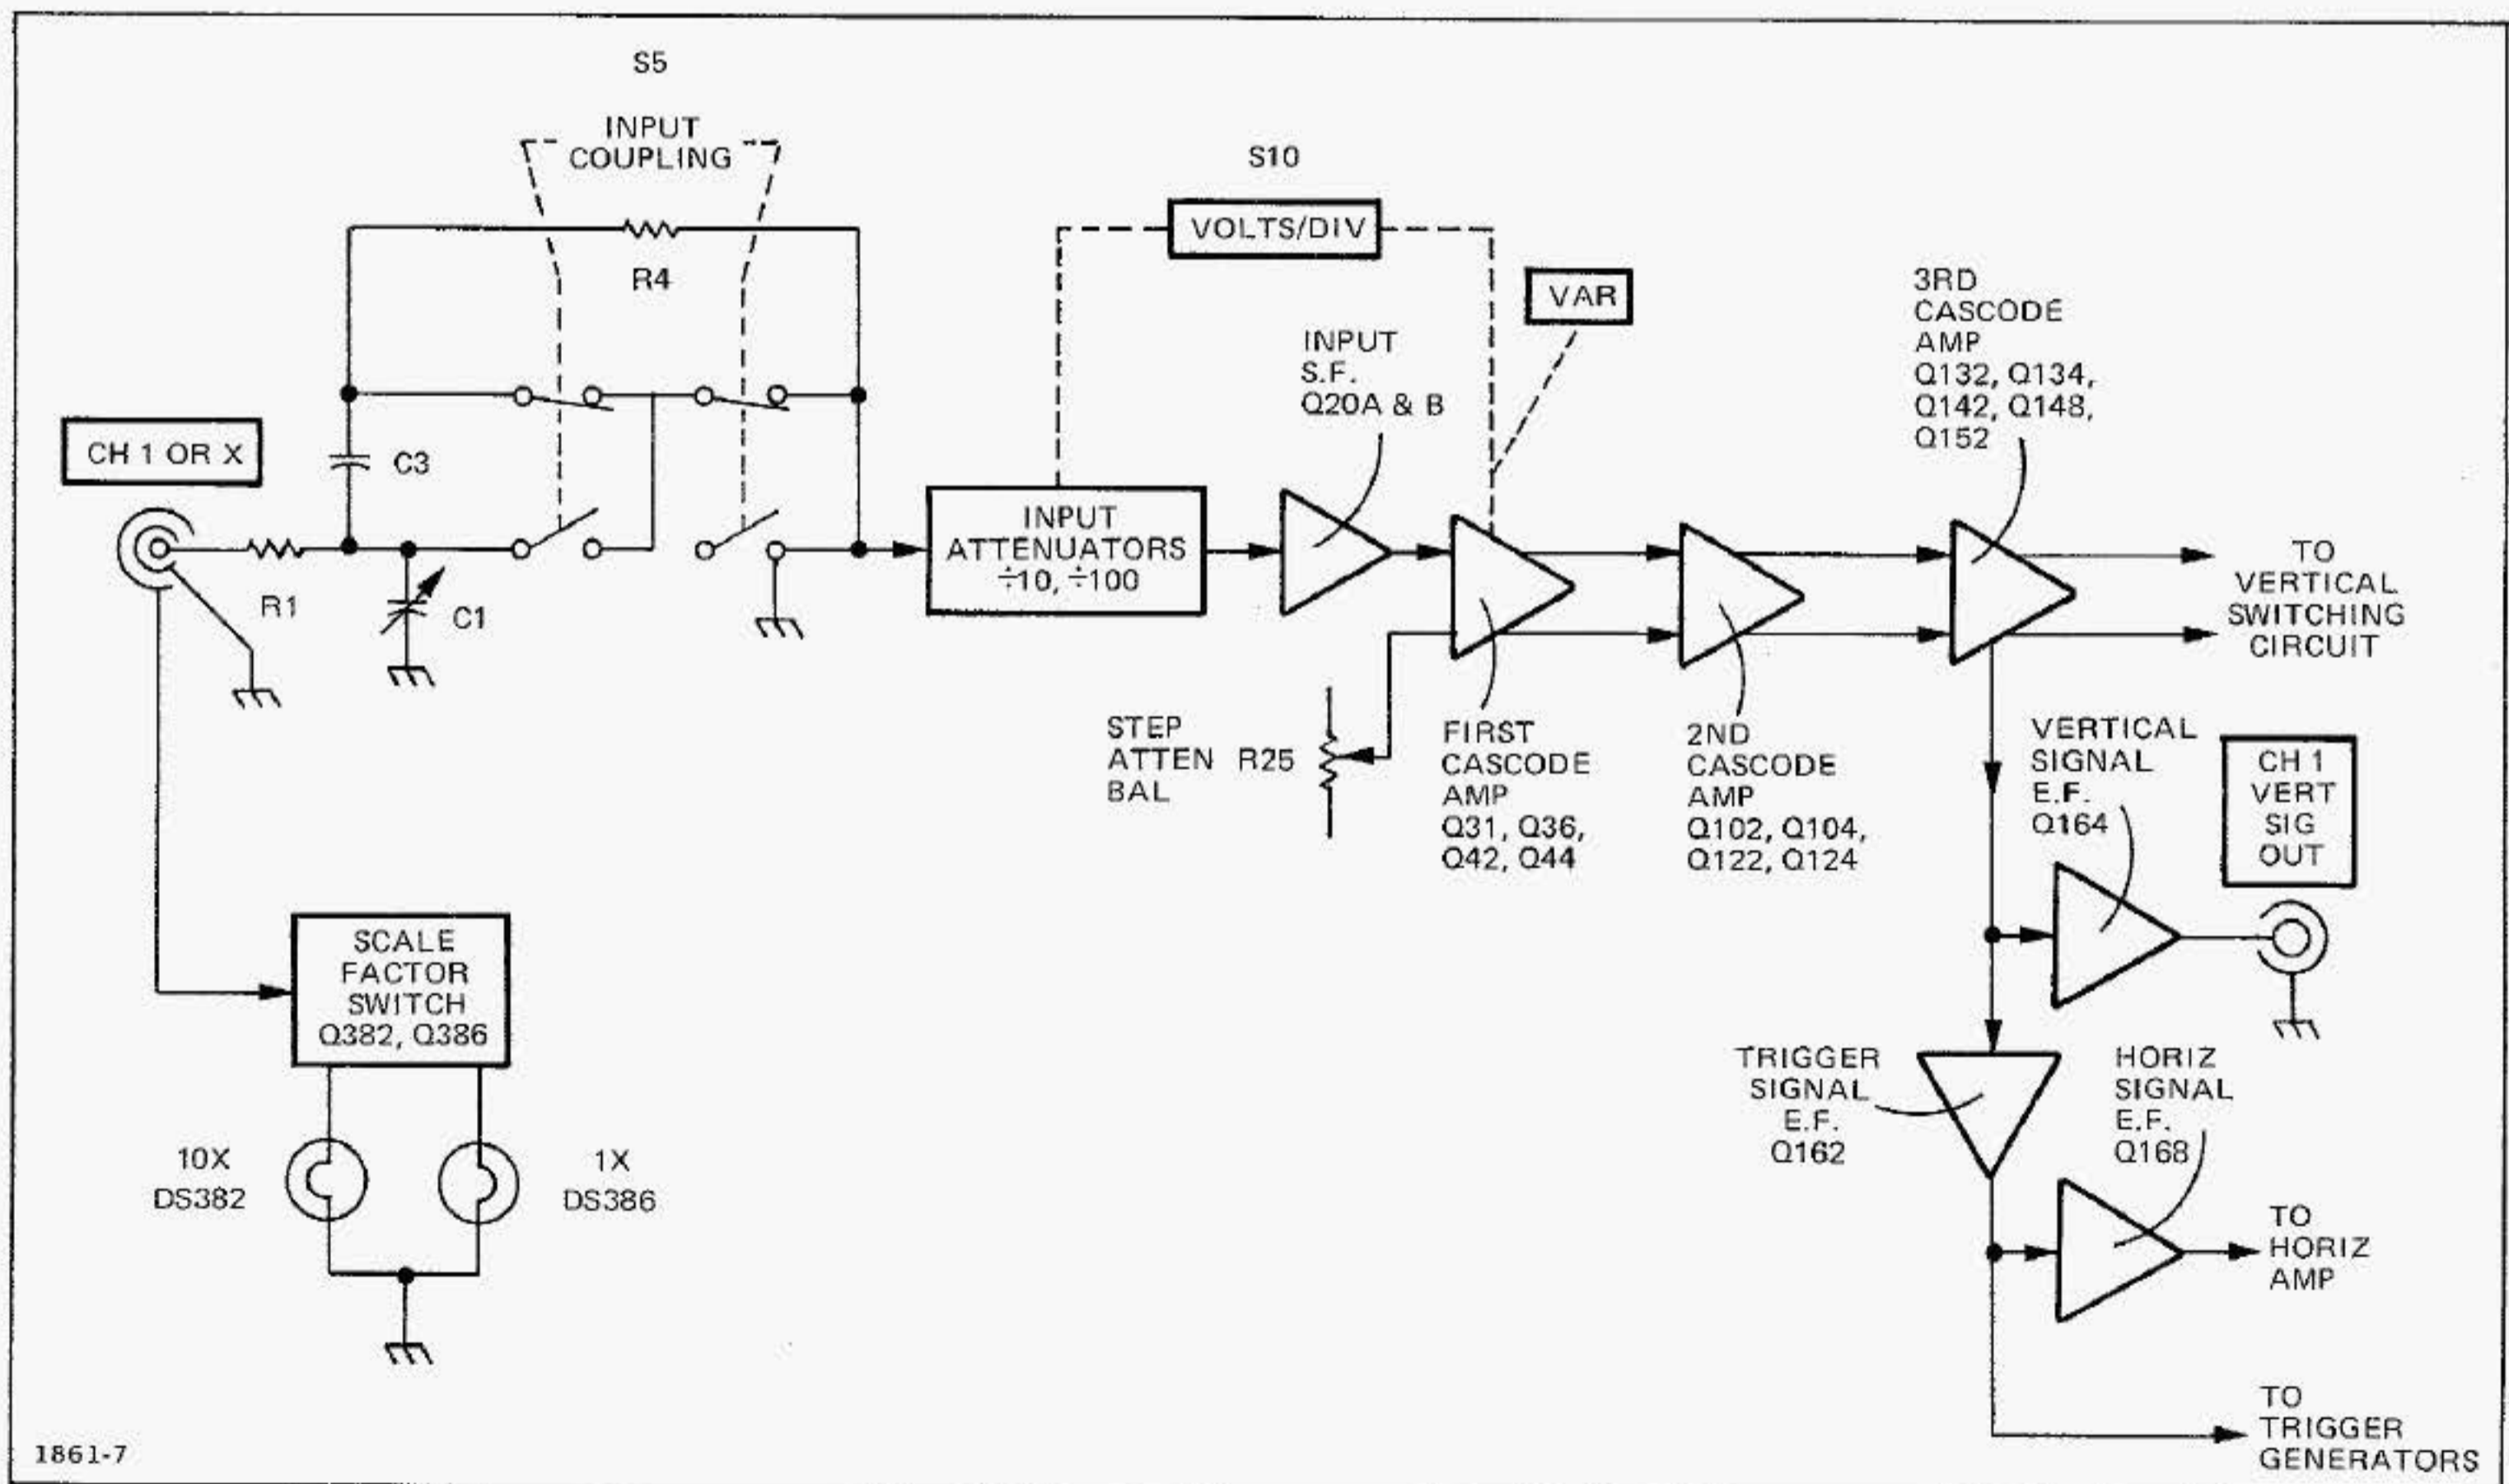 S5
INPUT
COUPLING
R4
S10
VOLTS/DIV
VAR
INPUT
S.F.
Q20A & B
3RD
CASCODE
AMP
Q132, Q134,
Q142, Q148,
Q152
CH 1 OR X
C3
R1
C1
INPUT
ATTENUATORS
÷10, ÷100
TO
VERTICAL
SWITCHING
CIRCUIT
STEP
ATTEN R25
BAL
FIRST
CASCODE
AMP
Q31, Q36,
Q42, Q44
2ND
CASCODE
AMP
Q102, Q104,
Q122, Q124
VERTICAL
SIGNAL
E.F.
Q164
CH 1
VERT
SIG
OUT
SCALE
FACTOR
SWITCH
Q382, Q386
10X
DS382
1X
DS386
TRIGGER
SIGNAL
E.F.
Q162
HORIZ
SIGNAL
E.F.
Q168
TO
HORIZ
AMP
TO
TRIGGER
GENERATORS
1861-7